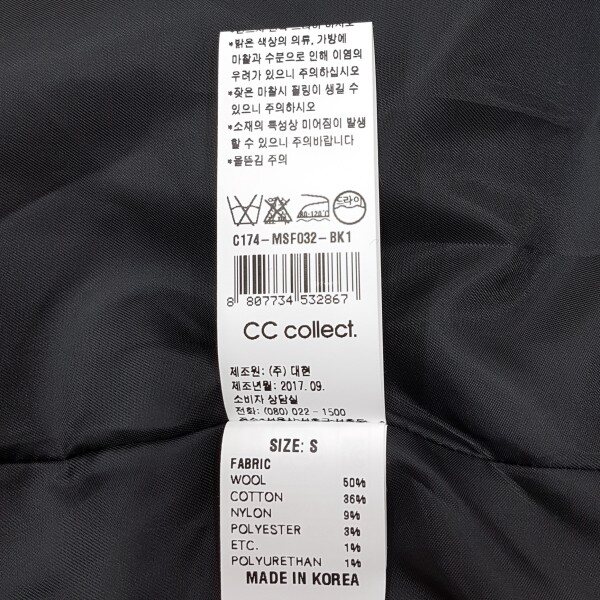 *밝은 색상의 의류, 가방에
마찰과 수분으로 인해 이염의
우려가 있으니 주의하십시오
*잦은 마찰시 필링이 생길 수
있으니 주의하시오
*소재의 특성상 미어짐이 발생
할 수 있으니 주의바랍니다
*올뜯김 주의
80-120℃
드라이
C174-MSF032-BK1
8 807734 532867
CC collect.
제조원: (주) 대현
제조년월: 2017. 09.
소비자 상담실
전화: (080) 022-1500
SIZE: S
FABRIC
WOOL 50%
COTTON 36%
NYLON 9%
POLYESTER 3%
ETC. 1%
POLYURETHAN 1%
MADE IN KOREA